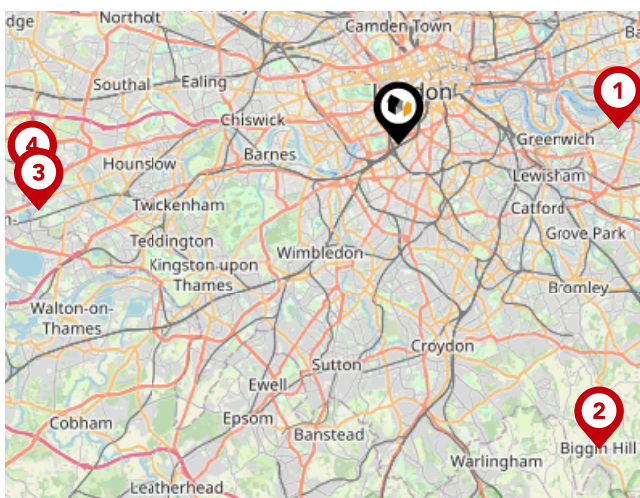 Northolt
Camden Town
Southal
Ealing
1
Chiswick
4
Greenwich
Hounslow
Barnes
3
Lewisham
Twickenham
Catford
Teddington
Grove Park
Wimbledon
Kingston upon
Thames
Bromley
Walton-on-
Thames
Croydon
Sutton
Ewell
2
Epsom
Cobham
Banstead
Biggin Hill
Warlingham
Leatherhead